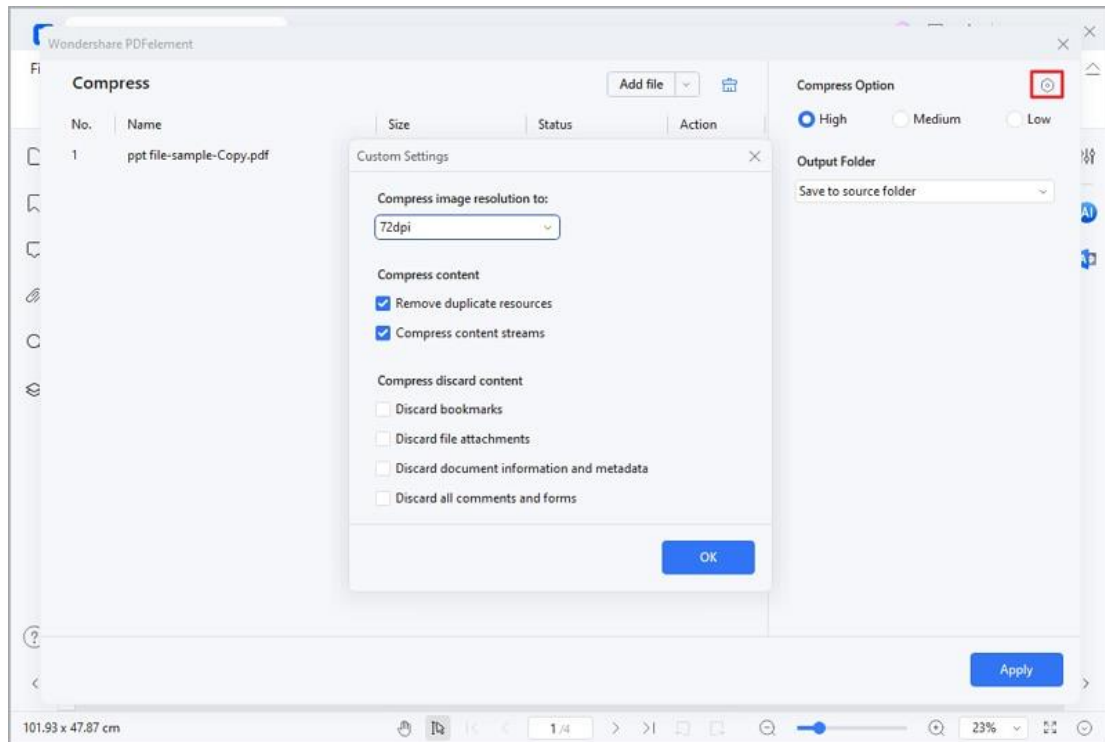 Wondershare PDFelement
Fi
Compress
Add file
Compress Option
No. Name Size Status Action
High Medium Low
1 ppt file-sample-Copy.pdf
Custom Settings
Output Folder
Save to source folder
Compress image resolution to:
72dpi
AI
Compress content
Remove duplicate resources
Compress content streams
Compress discard content
Discard bookmarks
Discard file attachments
Discard document information and metadata
Discard all comments and forms
OK
Apply
101.93 x 47.87 cm 1 /4 23%